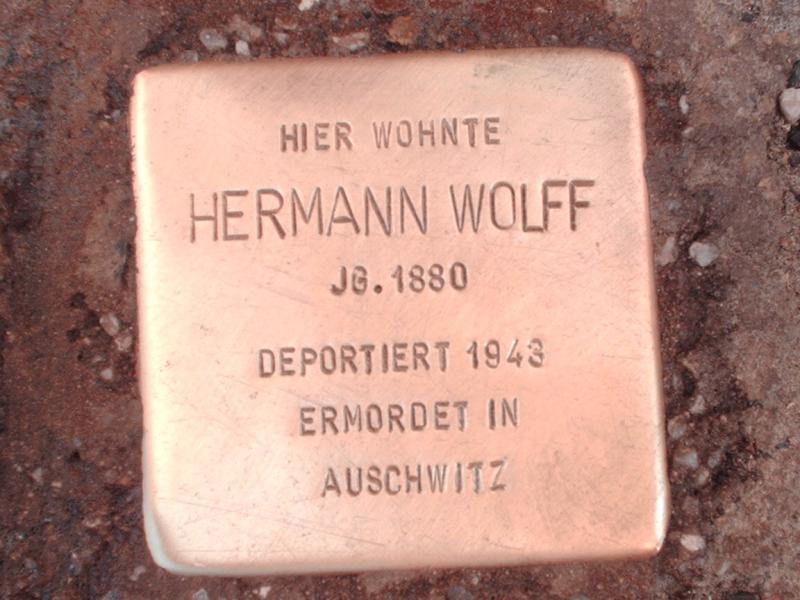 HIER WOHNTE
HERMANN WOLFF
JG. 1880
DEPORTIERT 1943
ERMORDET IN
AUSCHWITZ